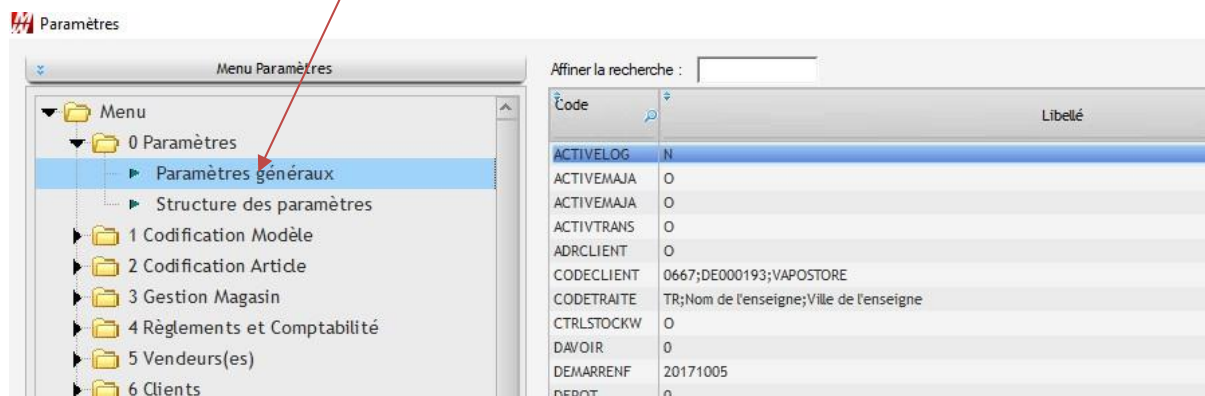 Paramètres
Menu Paramètres
Menu
0 Paramètres
Paramètres généraux
Structure des paramètres
1 Codification Modèle
2 Codification Article
3 Gestion Magasin
4 Règlements et Comptabilité
5 Vendeurs(es)
6 Clients
Affiner la recherche :
Code Libellé
ACTIVELOG N
ACTIVEMAJA O
ACTIVEMAJA O
ACTIVTRANS O
ADRCLIENT O
CODECLIENT 0667;DE000193;VAPOSTORE
CODETRAITE TR;Nom de l'enseigne;Ville de l'enseigne
CTRLSTOCKW O
DAVOIR 0
DEMARRENF 20171005
DEPOT 0